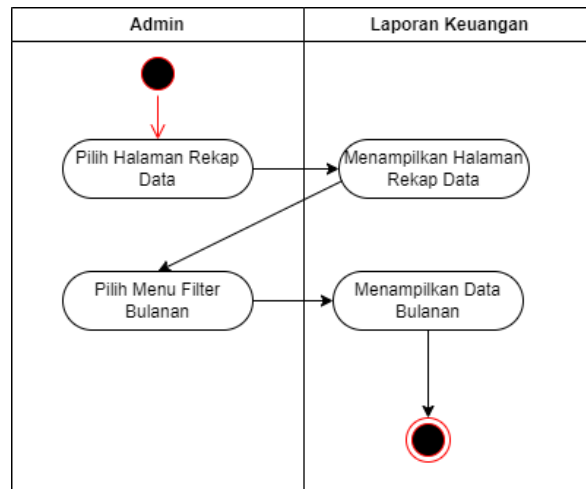 Admin
Laporan Keuangan
Pilih Halaman Rekap
Data
Menampilkan Halaman
Rekap Data
Pilih Menu Filter
Bulanan
Menampilkan Data
Bulanan